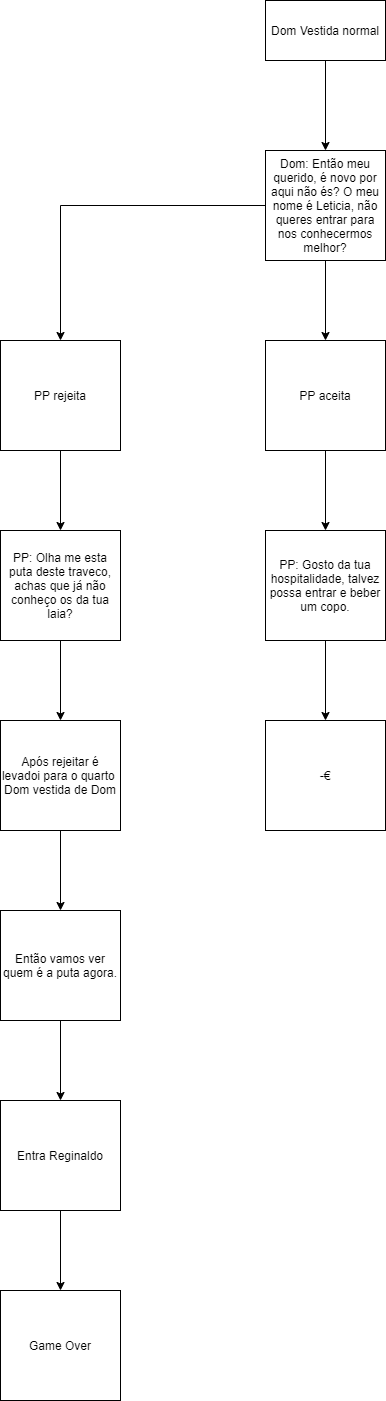 Dom Vestida normal
Dom: Então meu
querido, é novo por
aqui não és? O meu
nome é Leticia, não
queres entrar para
nos conhecermos
melhor?
PP rejeita
PP aceita
PP: Olha me esta
puta deste traveco,
achas que já não
conheço os da tua
laia?
PP: Gosto da tua
hospitalidade, talvez
possa entrar e beber
um copo.
Após rejeitar é
levadoi para o quarto
Dom vestida de Dom
-€
Então vamos ver
quem é a puta agora.
Entra Reginaldo
Game Over